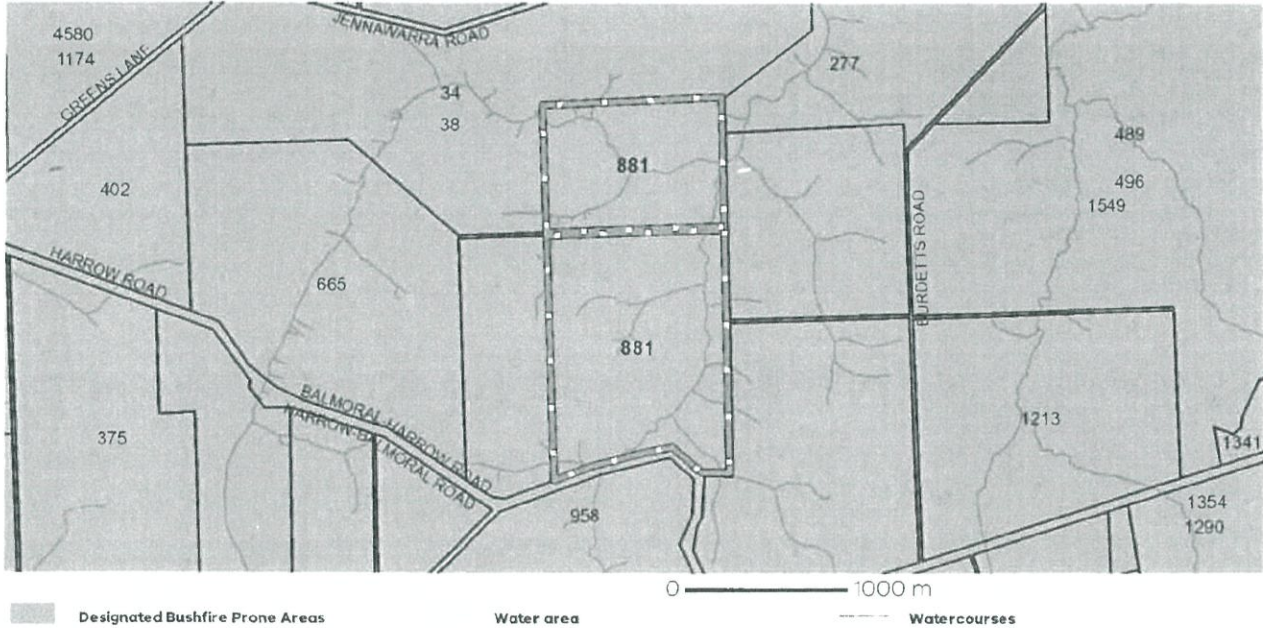 4580
1174
GREENS LANE
JENNAWARRA ROAD
34
38
277
881
402
489
496
1549
BURDETTS ROAD
HARROW ROAD
665
881
BALMORAL-HARROW ROAD
HARROW-BALMORAL ROAD
375
1213
1341
958
1354
1290
0 1000 m
Designated Bushfire Prone Areas Water area Watercourses